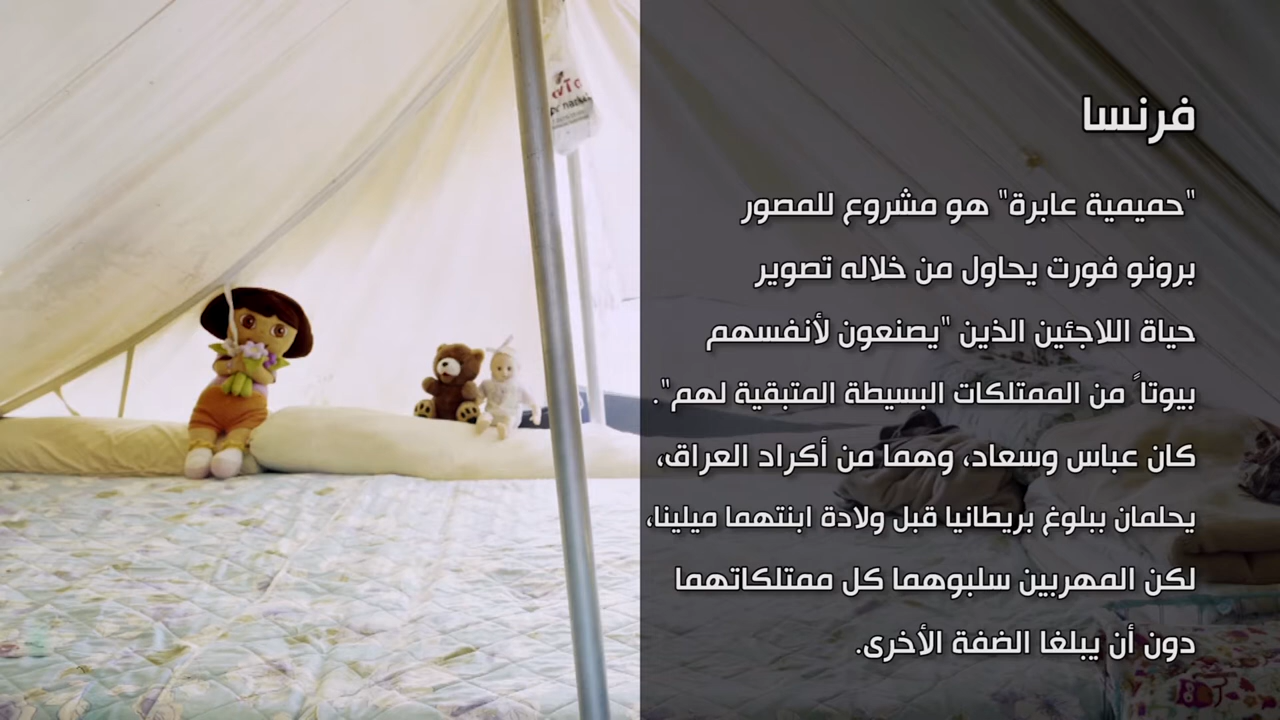 فرنسا
"حميمية عابرة" هو مشروع للمصور
برونو فورت يحاول من خلاله تصوير
حياة اللاجئين الذين "يصنعون لأنفسهم
بيوتاً من الممتلكات البسيطة المتبقية لهم".
كان عباس وسعاد، وهما من أكراد العراق،
يحلمان ببلوغ بريطانيا قبل ولادة ابنتهما ميلينا،
لكن المهربين سلبوهما كل ممتلكاتهما
دون أن يبلغا الضفة الأخرى.